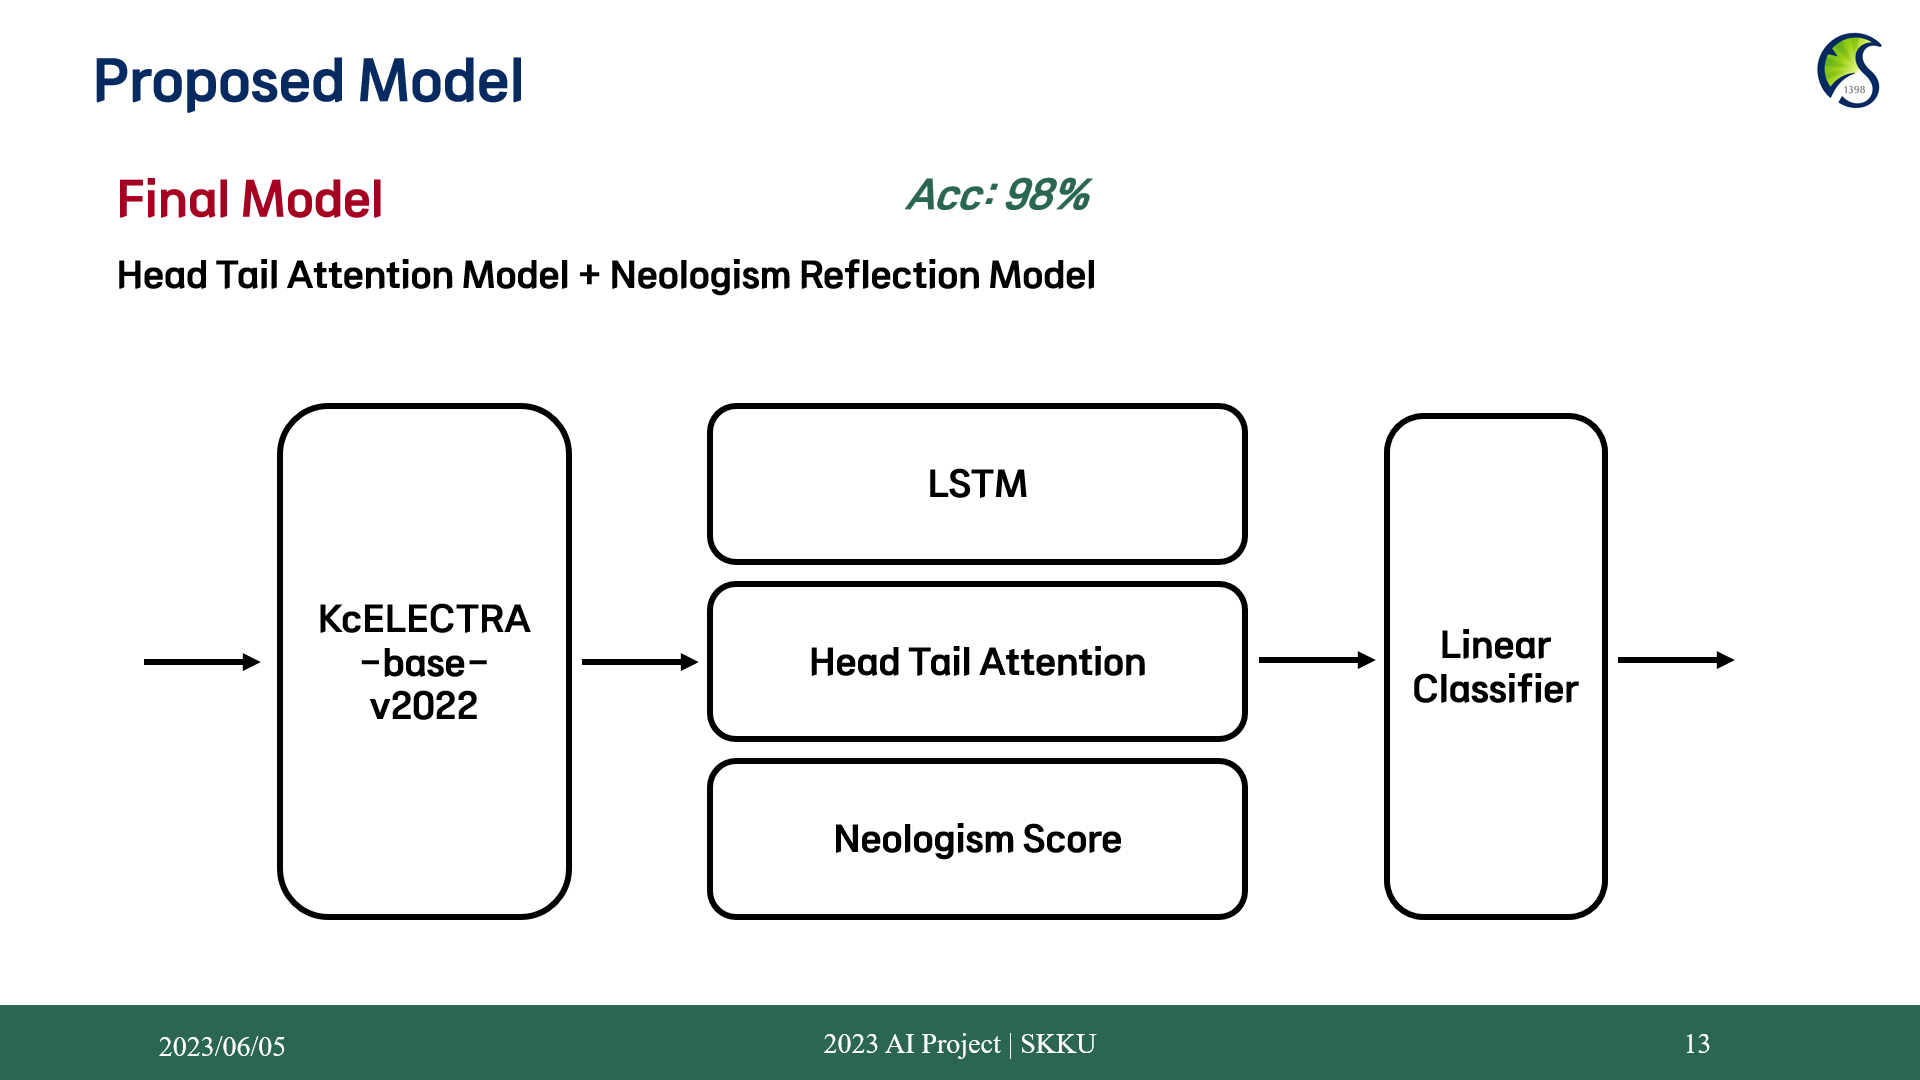 Proposed Model
1398
Final Model
Acc: 98%
Head Tail Attention Model + Neologism Reflection Model
KcELECTRA
-base-
v2022
LSTM
Head Tail Attention
Neologism Score
Linear
Classifier
2023/06/05
2023 AI Project | SKKU
13